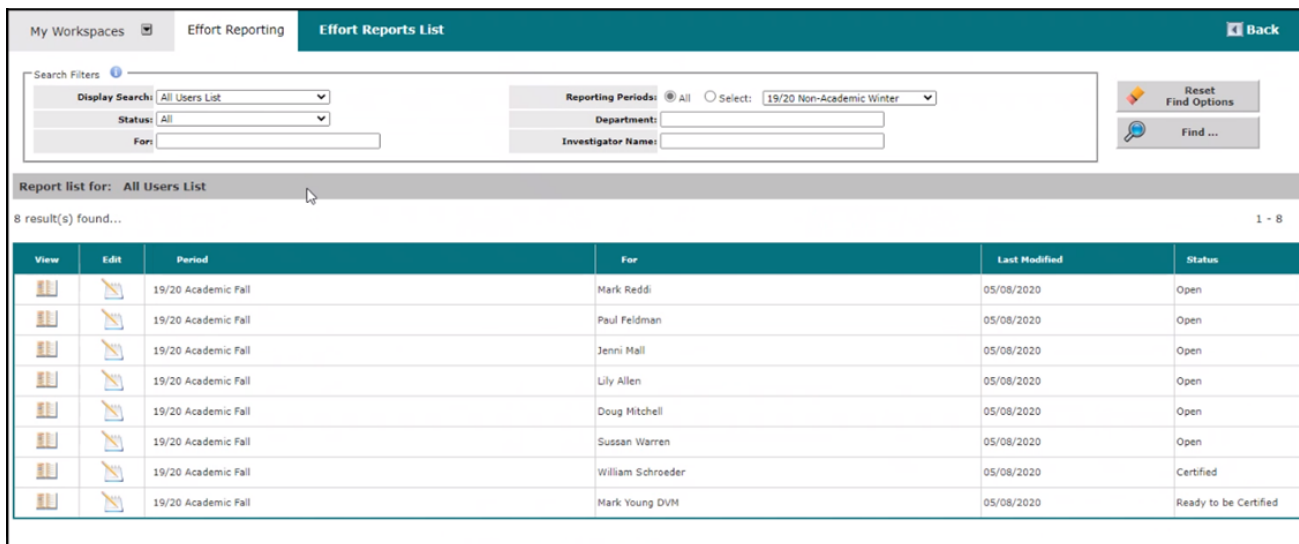 My Workspaces Effort Reporting Effort Reports List Back
Search Filters
Display Search: All Users List Reporting Periods: All Select: 19/20 Non-Academic Winter Reset Find Options
Status: All Department:
For: Investigator Name: Find ...
Report list for: All Users List
8 result(s) found... 1 - 8
View Edit Period For Last Modified Status
19/20 Academic Fall Mark Reddi 05/08/2020 Open
19/20 Academic Fall Paul Feldman 05/08/2020 Open
19/20 Academic Fall Jenni Mall 05/08/2020 Open
19/20 Academic Fall Lily Allen 05/08/2020 Open
19/20 Academic Fall Doug Mitchell 05/08/2020 Open
19/20 Academic Fall Sussan Warren 05/08/2020 Open
19/20 Academic Fall William Schroeder 05/08/2020 Certified
19/20 Academic Fall Mark Young DVM 05/08/2020 Ready to be Certified